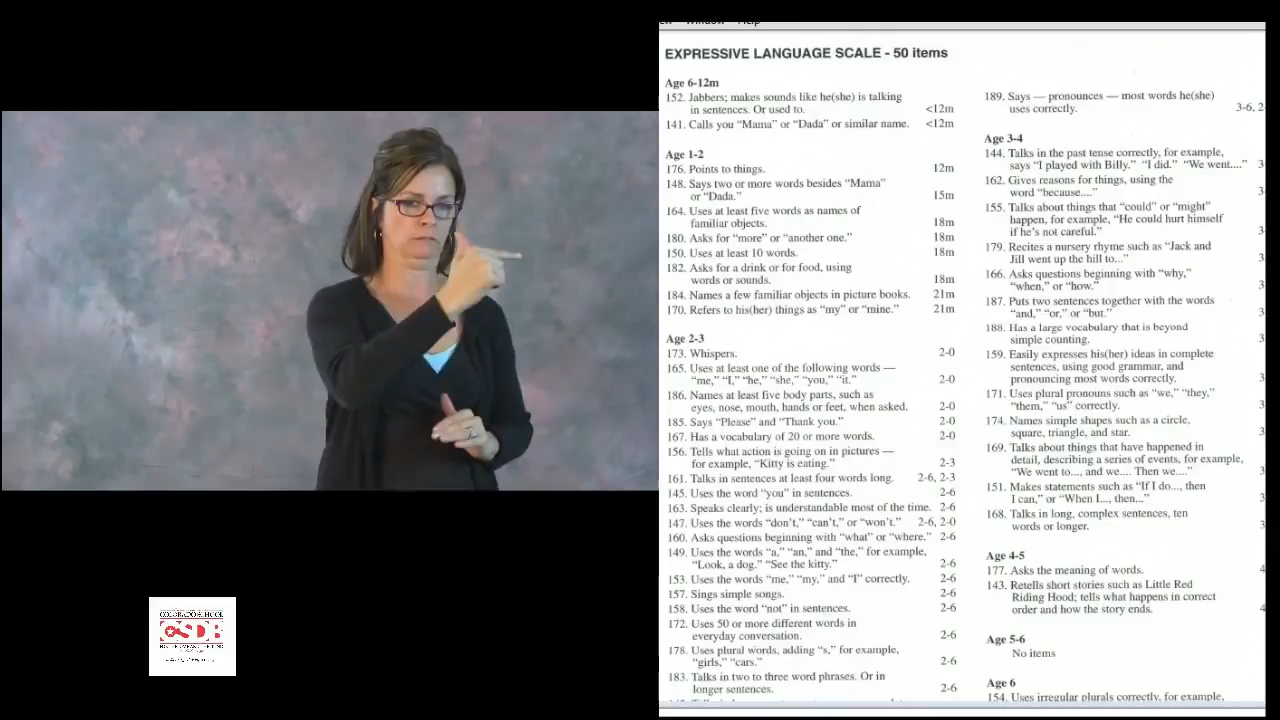 Window Help
EXPRESSIVE LANGUAGE SCALE - 50 items
Age 6-12m
152. Jabbers; makes sounds like he(she) is talking
in sentences. Or used to. <12m
141. Calls you “Mama” or “Dada” or similar name. <12m
Age 1-2
176. Points to things. 12m
148. Says two or more words besides “Mama”
or “Dada.” 15m
164. Uses at least five words as names of
familiar objects. 18m
180. Asks for “more” or “another one.” 18m
150. Uses at least 10 words. 18m
182. Asks for a drink or for food, using
words or sounds. 18m
184. Names a few familiar objects in picture books. 21m
170. Refers to his(her) things as “my” or “mine.” 21m
Age 2-3
173. Whispers. 2-0
165. Uses at least one of the following words —
“me,” “I,” “he,” “she,” “you,” “it.” 2-0
186. Names at least five body parts, such as
eyes, nose, mouth, hands or feet, when asked. 2-0
185. Says “Please” and “Thank you.” 2-0
167. Has a vocabulary of 20 or more words. 2-0
156. Tells what action is going on in pictures —
for example, “Kitty is eating.” 2-3
161. Talks in sentences at least four words long. 2-6, 2-3
145. Uses the word “you” in sentences. 2-6
163. Speaks clearly; is understandable most of the time. 2-6
147. Uses the words “don't,” “can't,” or “won't.” 2-6, 2-0
160. Asks questions beginning with “what” or “where.” 2-6
149. Uses the words “a,” “an,” and “the,” for example,
“Look, a dog.” “See the kitty.” 2-6
153. Uses the words “me,” “my,” and “I” correctly. 2-6
157. Sings simple songs. 2-6
158. Uses the word “not” in sentences. 2-6
172. Uses 50 or more different words in
everyday conversation. 2-6
178. Uses plural words, adding “s,” for example,
“girls,” “cars.” 2-6
183. Talks in two to three word phrases. Or in
longer sentences. 2-6
189. Says — pronounces — most words he(she)
uses correctly. 3-6, 2
Age 3-4
144. Talks in the past tense correctly, for example,
says “I played with Billy.” “I did.” “We went....” 3
162. Gives reasons for things, using the
word “because....” 3
155. Talks about things that “could” or “might”
happen, for example, “He could hurt himself
if he's not careful.” 3-
179. Recites a nursery rhyme such as “Jack and
Jill went up the hill to...” 3
166. Asks questions beginning with “why,”
“when,” or “how.” 3
187. Puts two sentences together with the words
“and,” “or,” or “but.” 3
188. Has a large vocabulary that is beyond
simple counting. 3
159. Easily expresses his(her) ideas in complete
sentences, using good grammar, and
pronouncing most words correctly. 3
171. Uses plural pronouns such as “we,” “they,”
“them,” “us” correctly. 3
174. Names simple shapes such as a circle,
square, triangle, and star. 3
169. Talks about things that have happened in
detail, describing a series of events, for example,
“We went to..., and we.... Then we....” 3
151. Makes statements such as “If I do..., then
I can,” or “When I..., then...” 3
168. Talks in long, complex sentences, ten
words or longer. 3
Age 4-5
177. Asks the meaning of words. 4
143. Retells short stories such as Little Red
Riding Hood; tells what happens in correct
order and how the story ends. 4
Age 5-6
No items
Age 6
154. Uses irregular plurals correctly, for example,
COLORADO SCHOOL